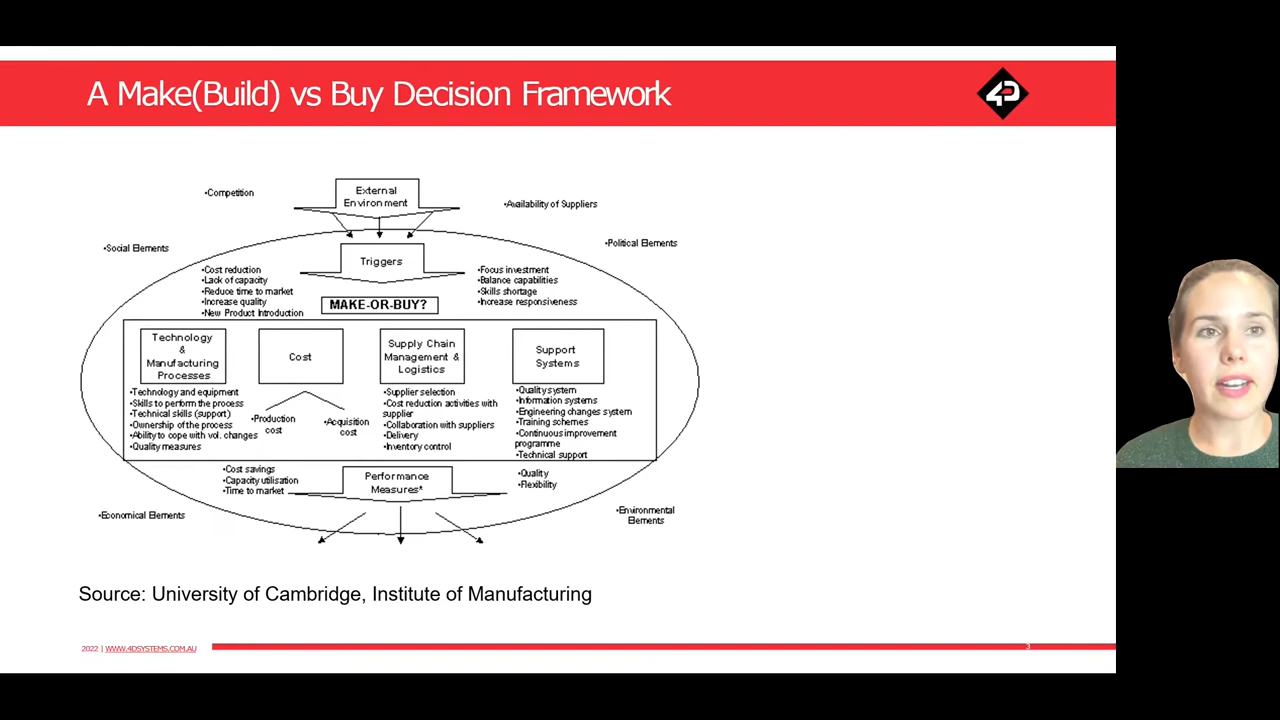 A Make(Build) vs Buy Decision Framework
4D
External
Environment
•Competition
•Availability of Suppliers
•Social Elements
•Political Elements
Triggers
•Cost reduction
•Lack of capacity
•Reduce time to market
•Increase quality
•New Product Introduction
•Focus investment
•Balance capabilities
•Skills shortage
•Increase responsiveness
MAKE-OR-BUY?
Technology
&
Manufacturing
Processes
•Technology and equipment
•Skills to perform the process
•Technical skills (support)
•Ownership of the process
•Ability to cope with vol. changes
•Quality measures
Cost
•Production
cost
•Acquisition
cost
Supply Chain
Management &
Logistics
•Supplier selection
•Cost reduction activities with
supplier
•Collaboration with suppliers
•Delivery
•Inventory control
Support
Systems
•Quality system
•Information systems
•Engineering changes system
•Training schemes
•Continuous improvement
programme
•Technical support
•Cost savings
•Capacity utilisation
•Time to market
Performance
Measures*
•Quality
•Flexibility
•Economical Elements
•Environmental
Elements
Source: University of Cambridge, Institute of Manufacturing
2022 | WWW.4DSYSTEMS.COM.AU
3